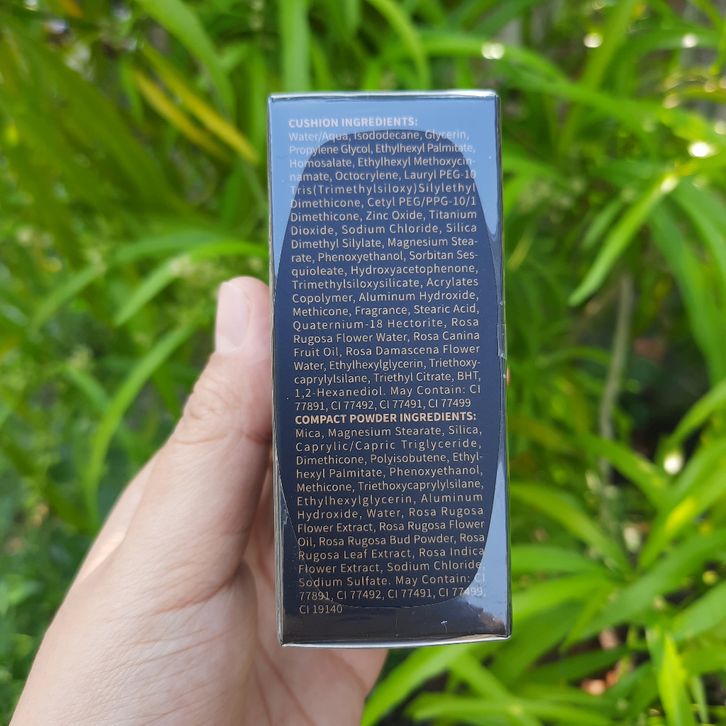 CUSHION INGREDIENTS:
Water/Aqua, Isododecane, Glycerin,
Propylene Glycol, Ethylhexyl Palmitate,
Homosalate, Ethylhexyl Methoxycin-
namate, Octocrylene, Lauryl PEG-10
Tris(Trimethylsiloxy)Silylethyl
Dimethicone, Cetyl PEG/PPG-10/1
Dimethicone, Zinc Oxide, Titanium
Dioxide, Sodium Chloride, Silica
Dimethyl Silylate, Magnesium Stea-
rate, Phenoxyethanol, Sorbitan Ses-
quioleate, Hydroxyacetophenone,
Trimethylsiloxysilicate, Acrylates
Copolymer, Aluminum Hydroxide,
Methicone, Fragrance, Stearic Acid,
Quaternium-18 Hectorite, Rosa
Rugosa Flower Water, Rosa Canina
Fruit Oil, Rosa Damascena Flower
Water, Ethylhexylglycerin, Triethoxy-
caprylylsilane, Triethyl Citrate, BHT,
1,2-Hexanediol. May Contain: CI
77891, CI 77492, CI 77491, CI 77499
COMPACT POWDER INGREDIENTS:
Mica, Magnesium Stearate, Silica,
Caprylic/Capric Triglyceride,
Dimethicone, Polyisobutene, Ethyl-
hexyl Palmitate, Phenoxyethanol,
Methicone, Triethoxycaprylylsilane,
Ethylhexylglycerin, Aluminum
Hydroxide, Water, Rosa Rugosa
Flower Extract, Rosa Rugosa Flower
Oil, Rosa Rugosa Bud Powder, Rosa
Rugosa Leaf Extract, Rosa Indica
Flower Extract, Sodium Chloride,
Sodium Sulfate. May Contain: CI
77891, CI 77492, CI 77491, CI 77499,
CI 19140